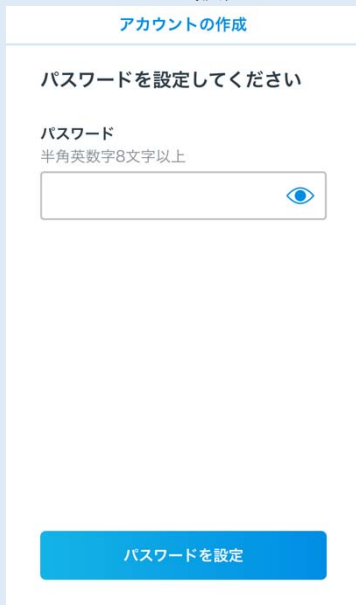 アカウントの作成
パスワードを設定してください
パスワード
半角英数字8文字以上
パスワードを設定